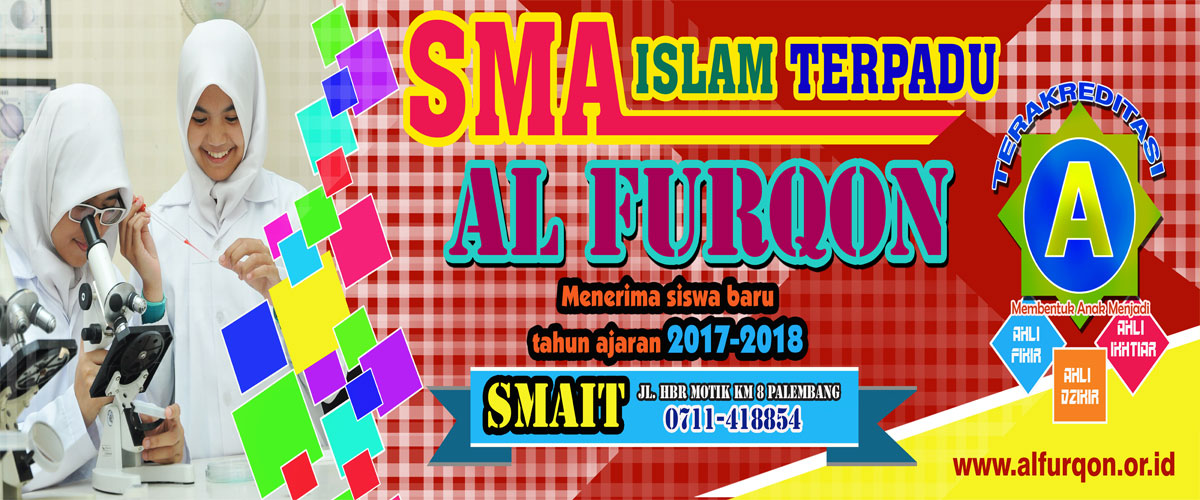 SMA ISLAM TERPADU
AL FURQON
Menerima siswa baru
tahun ajaran 2017-2018
SMAIT
JL. HBR MOTIK KM 8 PALEMBANG
0711-418854
TERAKREDITASI
A
Membentuk Anak Menjadi
AHLI FIKIR
AHLI DZIKIR
AHLI IKHTIAR
www.alfurqon.or.id